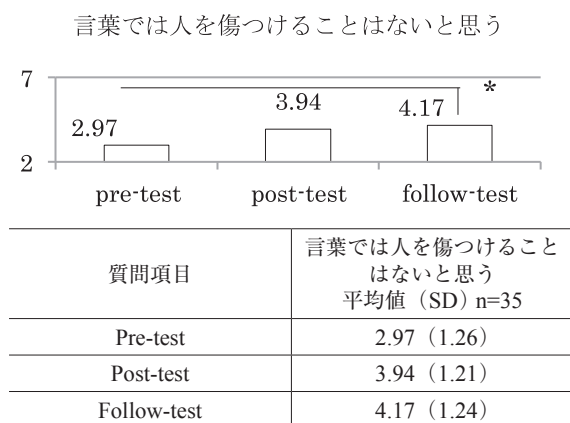 言葉では人を傷つけることはないと思う
7
*
3.94
4.17
2.97
2
pre-test post-test follow-test
質問項目
言葉では人を傷つけること
はないと思う
平均値（SD）n=35
Pre-test 2.97（1.26）
Post-test 3.94（1.21）
Follow-test 4.17（1.24）